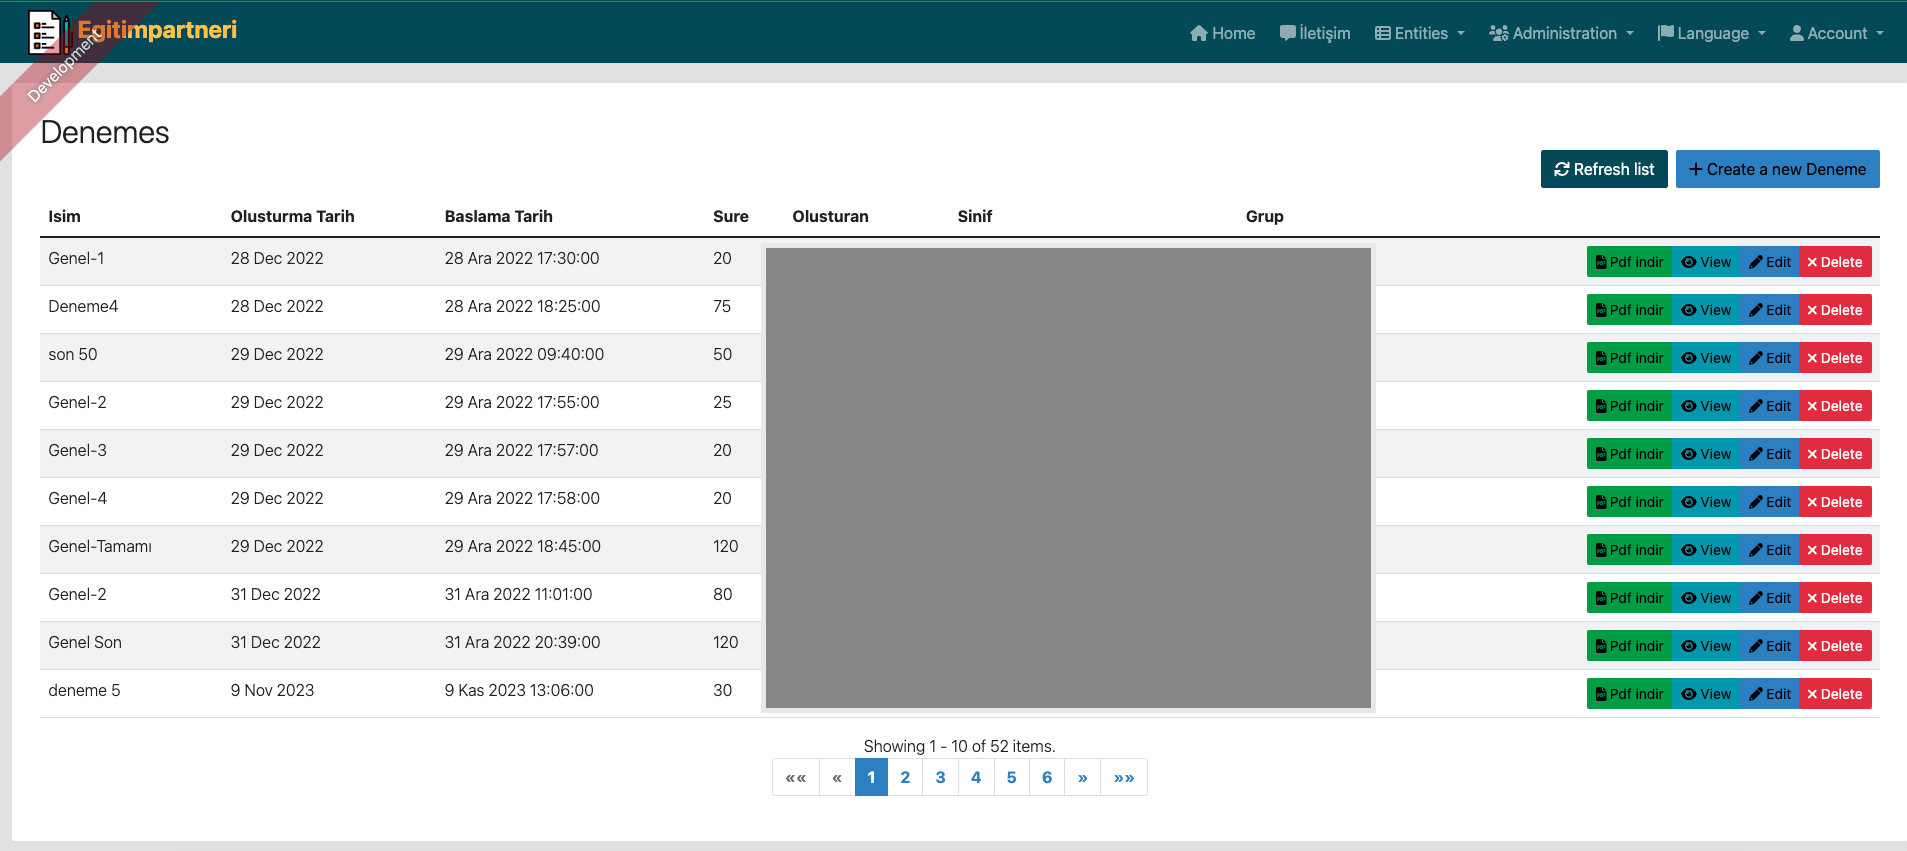 Egitimpartneri
Home İletişim Entities Administration Language Account
Development
Denemes
Refresh list Create a new Deneme
Isim Olusturma Tarih Baslama Tarih Sure Olusturan Sinif Grup
Genel-1 28 Dec 2022 28 Ara 2022 17:30:00 20 Pdf indir View Edit Delete
Deneme4 28 Dec 2022 28 Ara 2022 18:25:00 75 Pdf indir View Edit Delete
son 50 29 Dec 2022 29 Ara 2022 09:40:00 50 Pdf indir View Edit Delete
Genel-2 29 Dec 2022 29 Ara 2022 17:55:00 25 Pdf indir View Edit Delete
Genel-3 29 Dec 2022 29 Ara 2022 17:57:00 20 Pdf indir View Edit Delete
Genel-4 29 Dec 2022 29 Ara 2022 17:58:00 20 Pdf indir View Edit Delete
Genel-Tamamı 29 Dec 2022 29 Ara 2022 18:45:00 120 Pdf indir View Edit Delete
Genel-2 31 Dec 2022 31 Ara 2022 11:01:00 80 Pdf indir View Edit Delete
Genel Son 31 Dec 2022 31 Ara 2022 20:39:00 120 Pdf indir View Edit Delete
deneme 5 9 Nov 2023 9 Kas 2023 13:06:00 30 Pdf indir View Edit Delete
Showing 1 - 10 of 52 items.
«« « 1 2 3 4 5 6 » »»